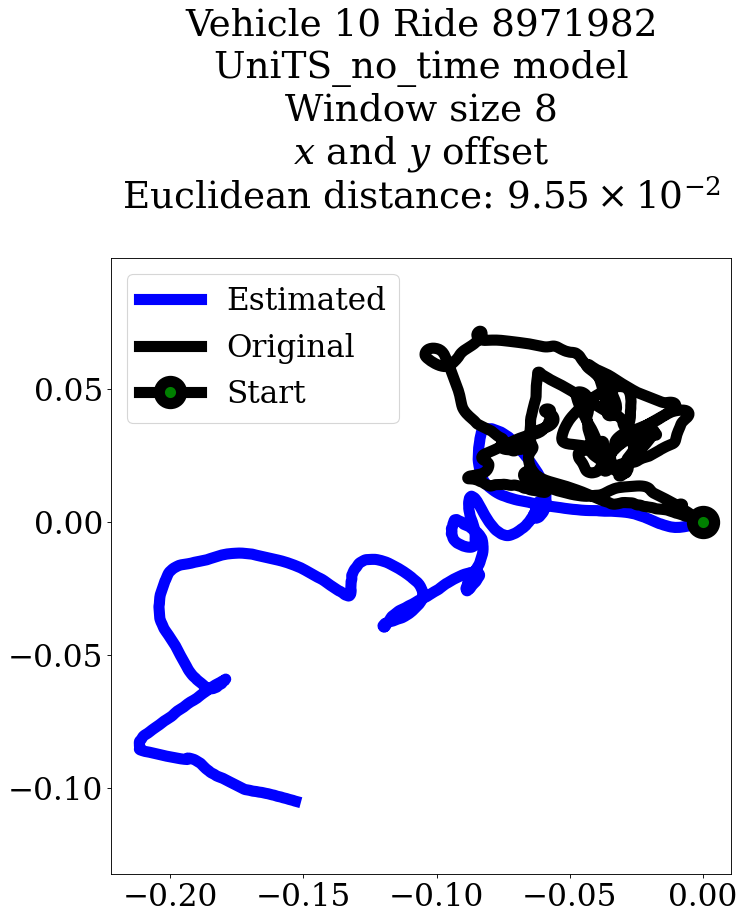 Vehicle 10 Ride 8971982
UniTS_no_time model
Window size 8
x and y offset
Euclidean distance: 9.55 × 10⁻²
Estimated
Original
Start
0.05
0.00
−0.05
−0.10
−0.20 −0.15 −0.10 −0.05 0.00